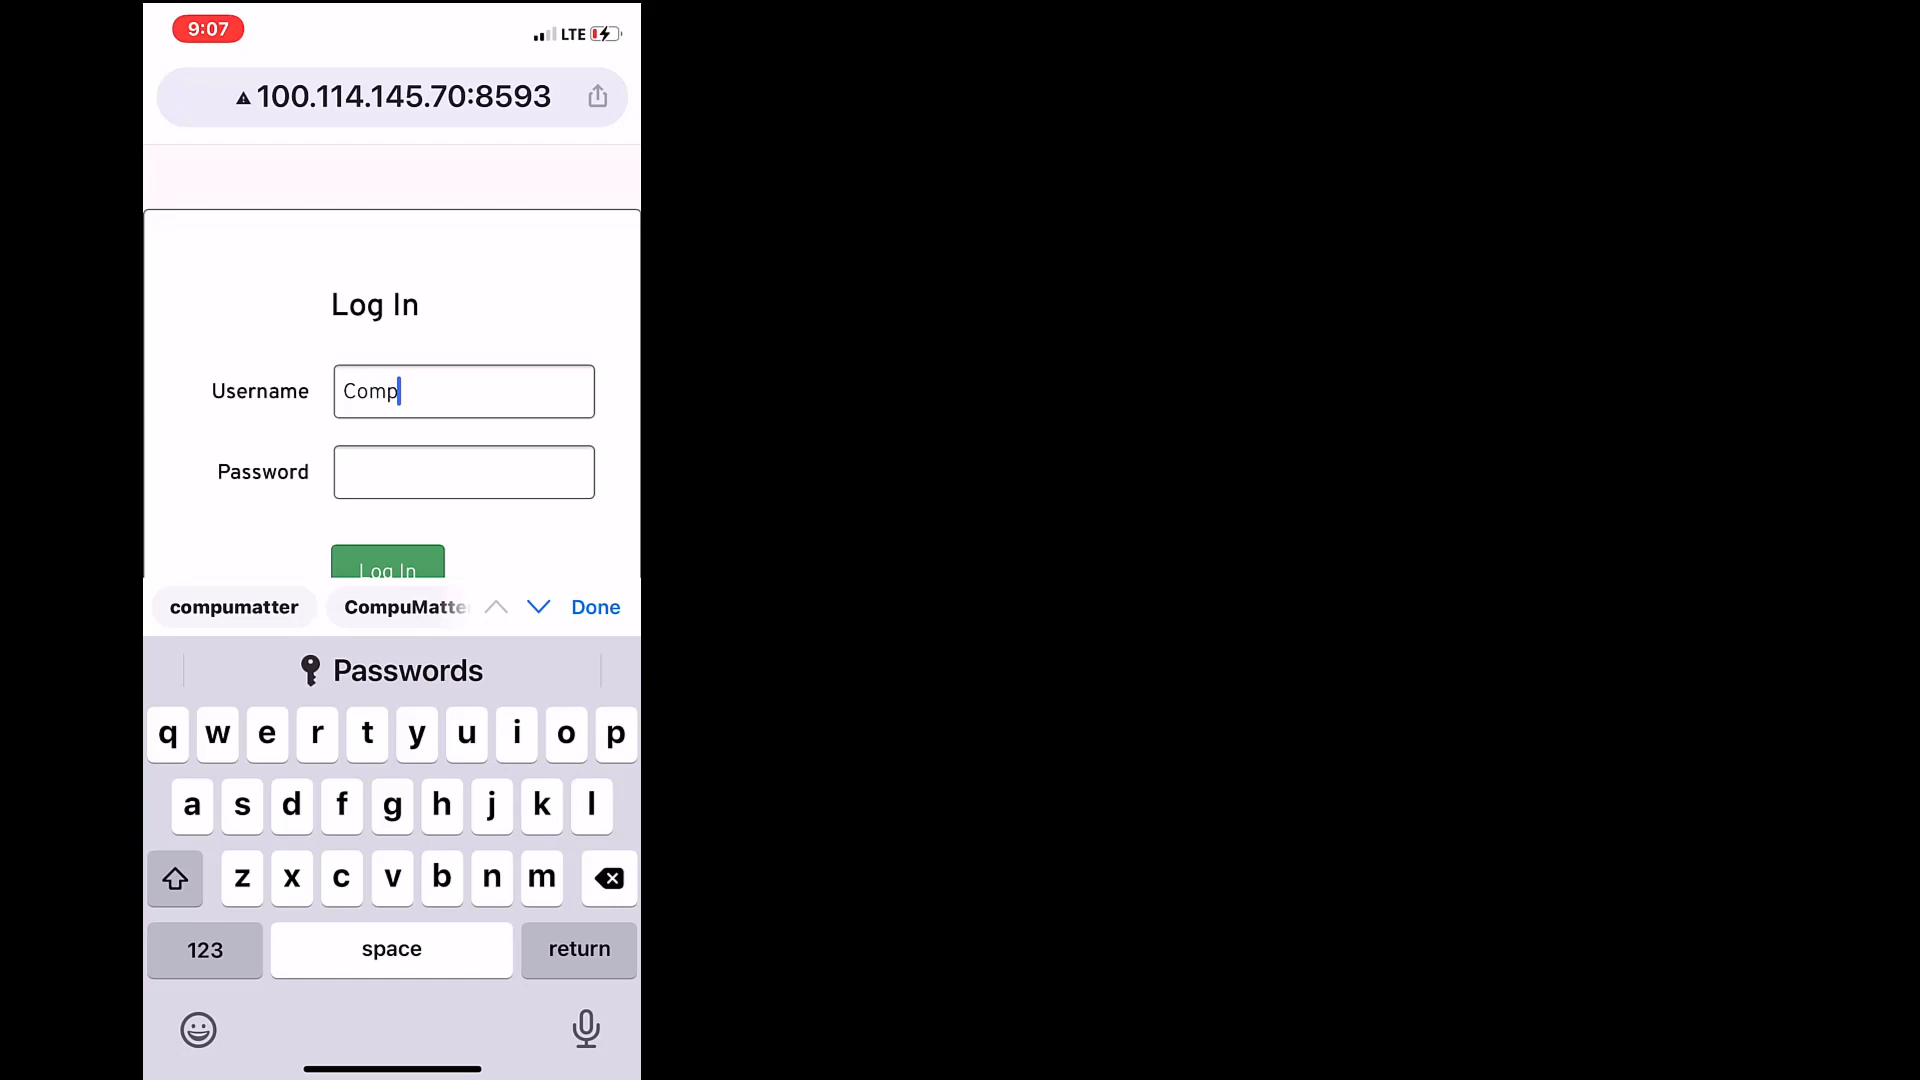 9:07
LTE
100.114.145.70:8593
Log In
Username
Comp
Password
Log In
compumatter
CompuMatte
Done
Passwords
q w e r t y u i o p
a s d f g h j k l
z x c v b n m
123
space
return